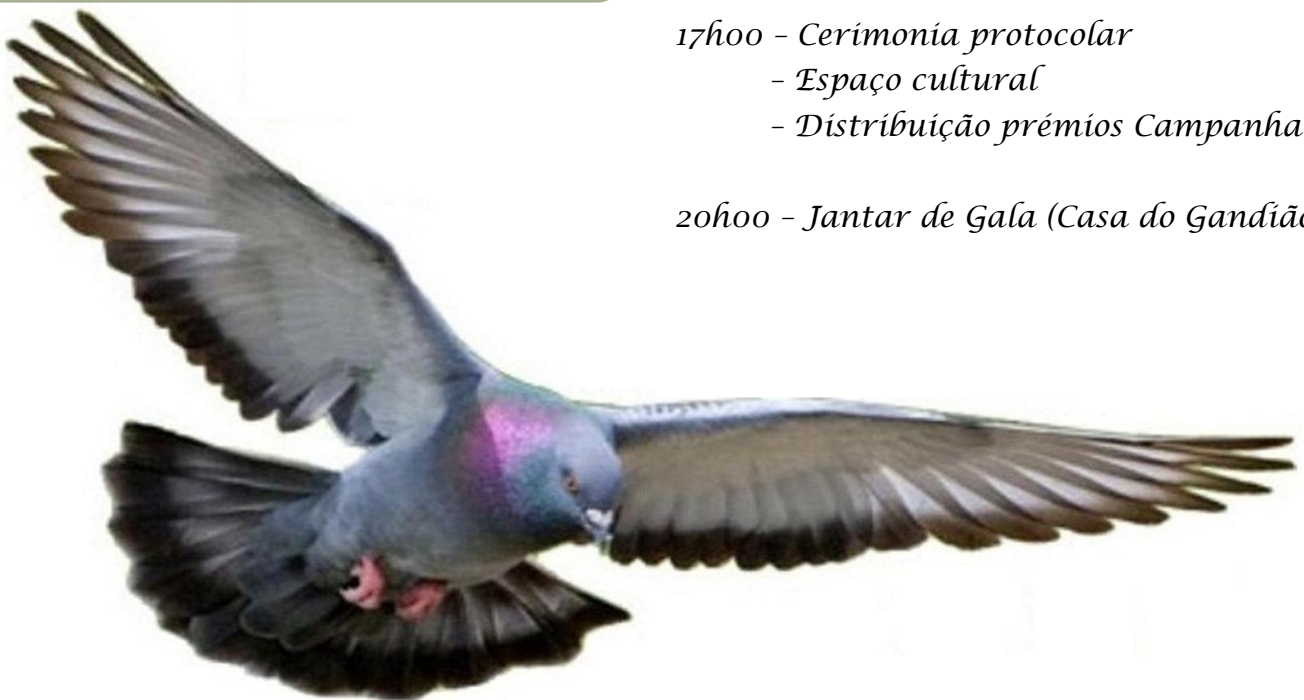 17h00 – Cerimonia protocolar
– Espaço cultural
– Distribuição prémios Campanha
20h00 – Jantar de Gala (Casa do Gandião